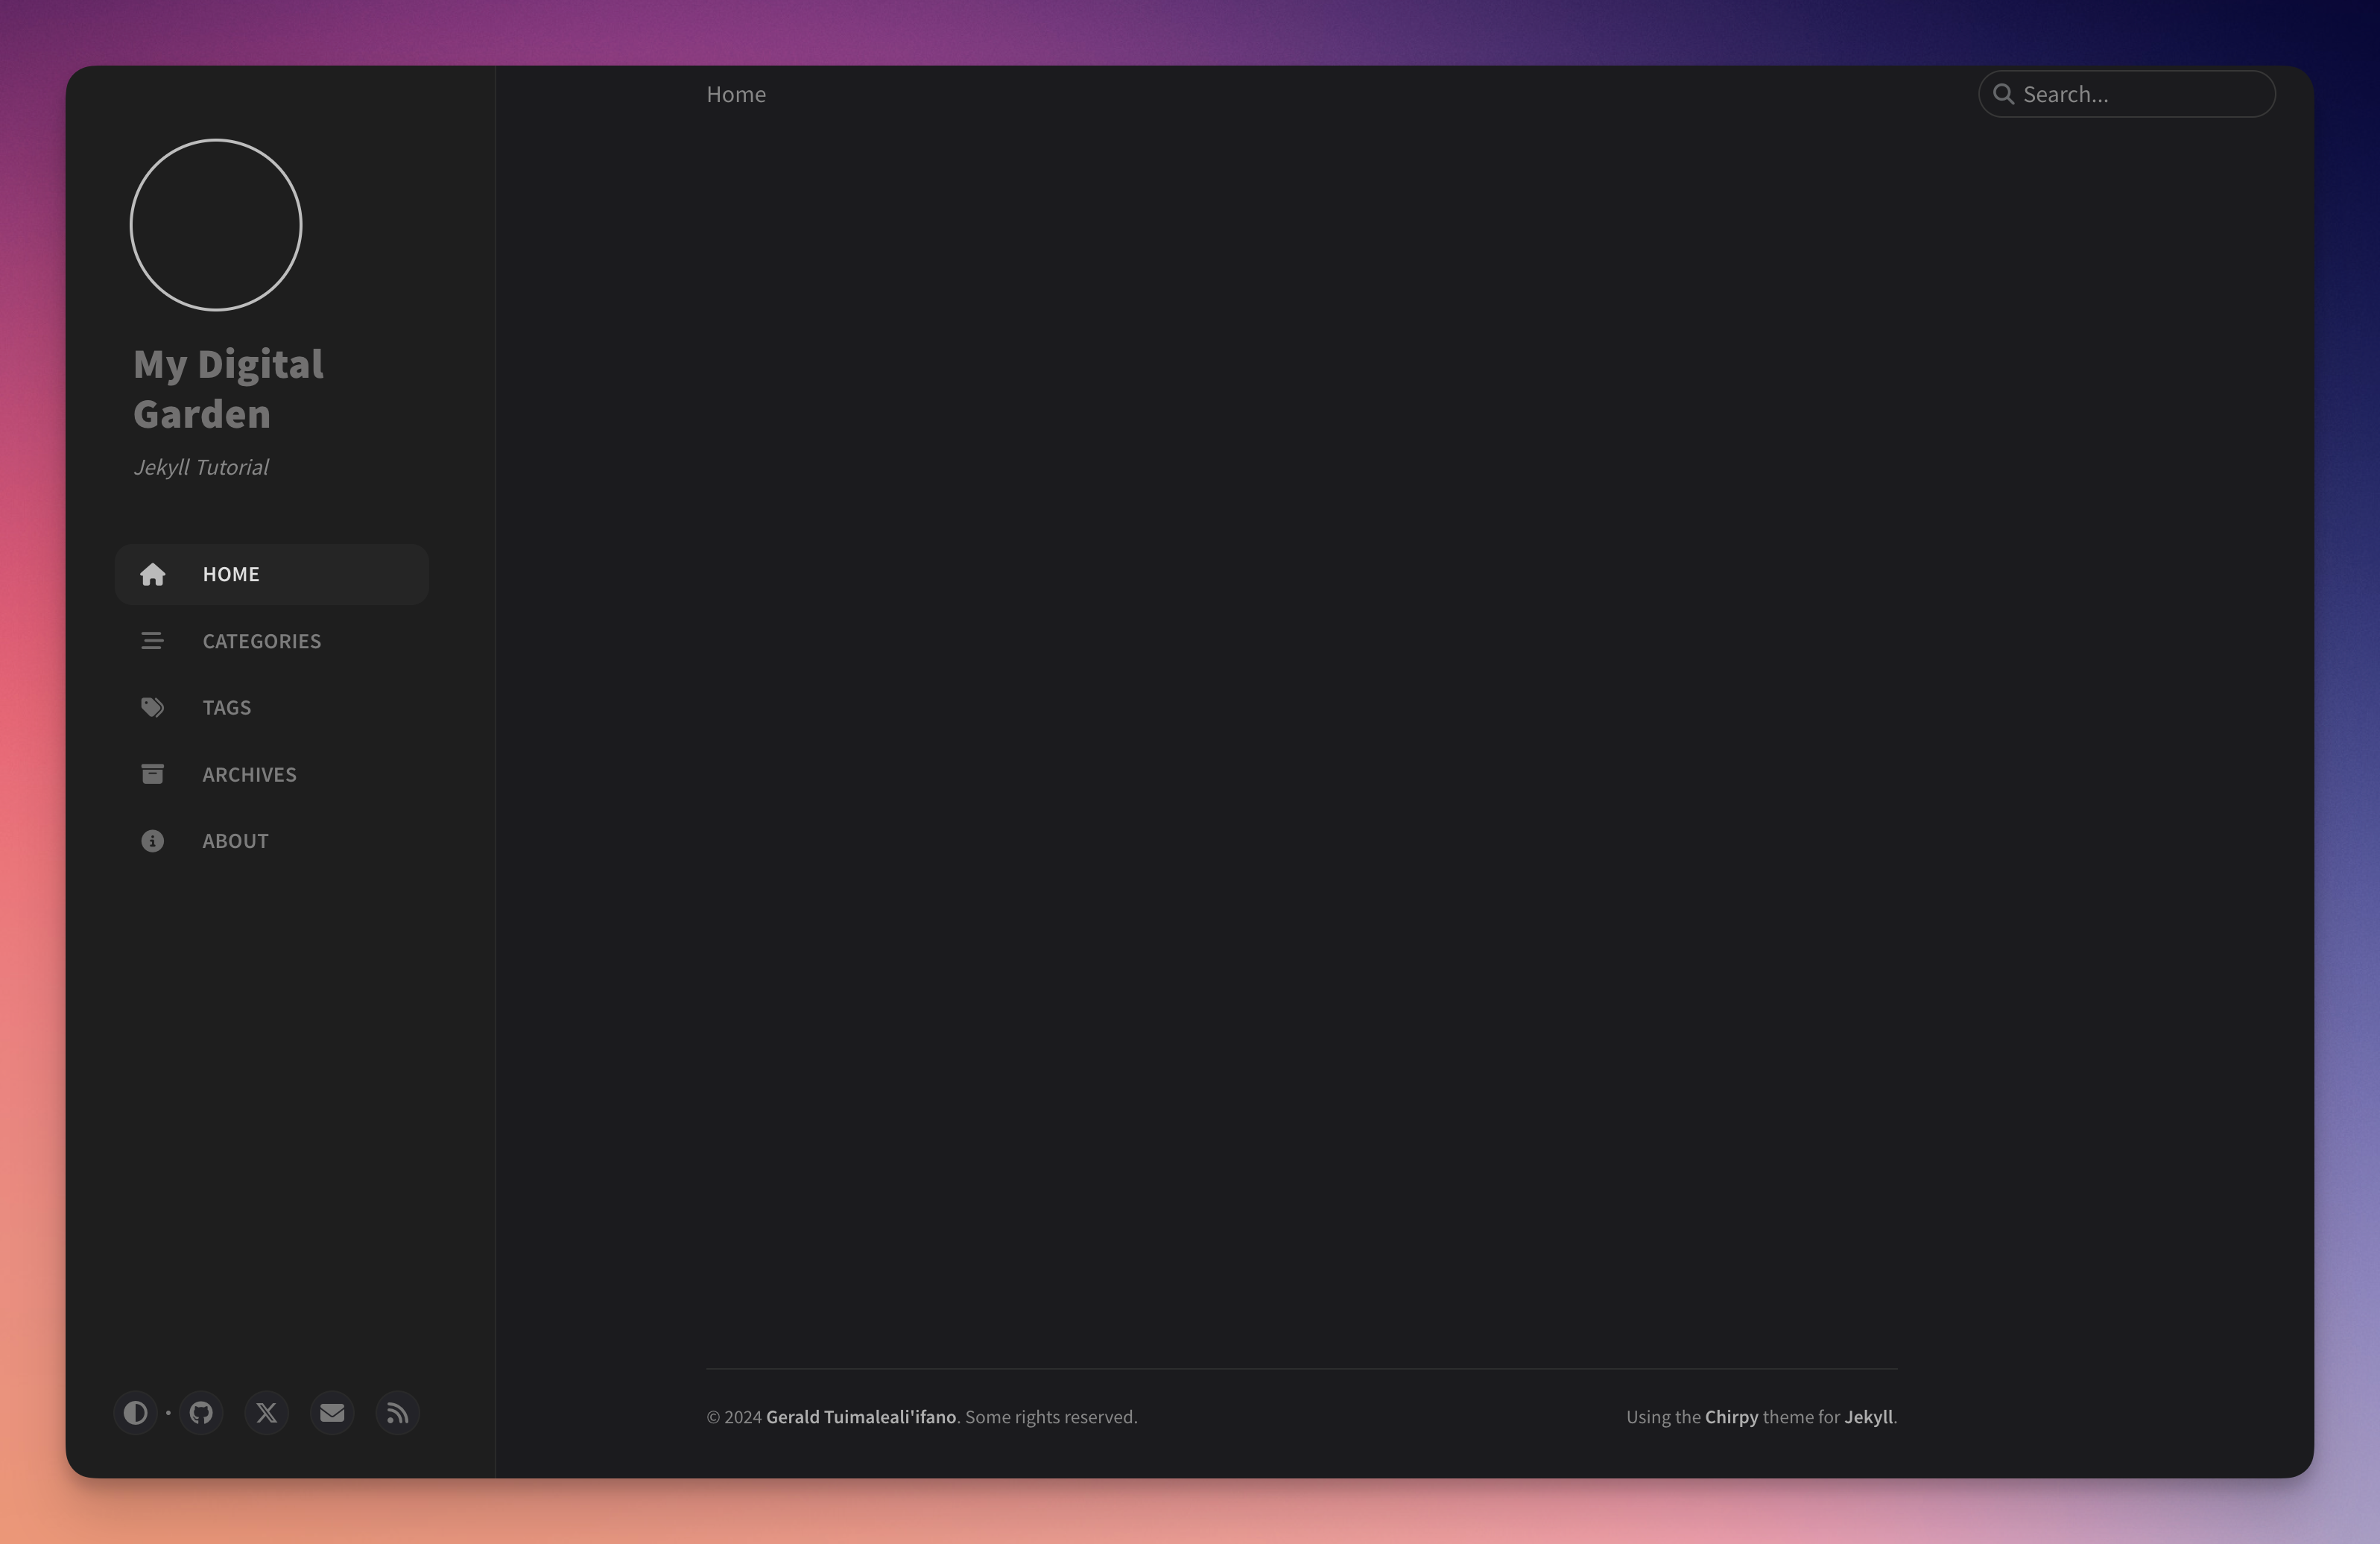 Home
Search...
My Digital
Garden
Jekyll Tutorial
HOME
CATEGORIES
TAGS
ARCHIVES
ABOUT
© 2024 Gerald Tuimaleali'ifano. Some rights reserved.
Using the Chirpy theme for Jekyll.